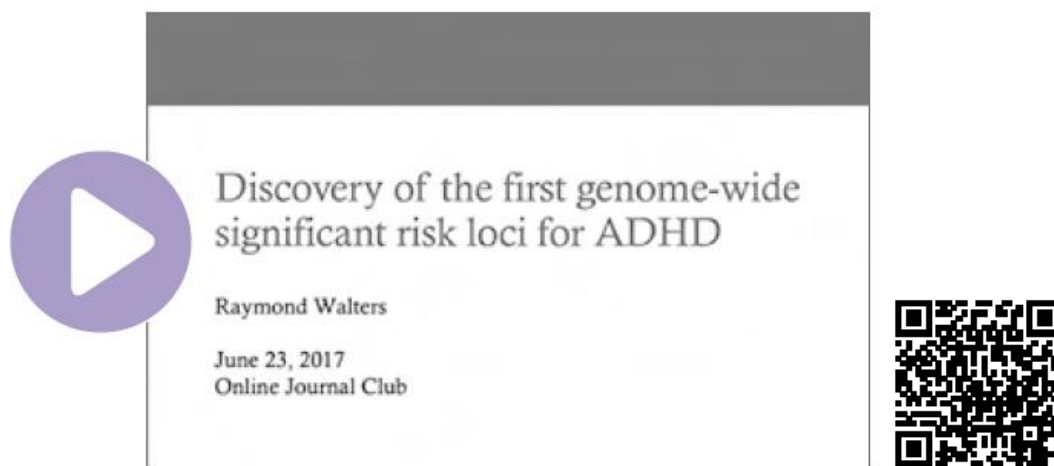 Discovery of the first genome-wide
significant risk loci for ADHD
Raymond Walters
June 23, 2017
Online Journal Club